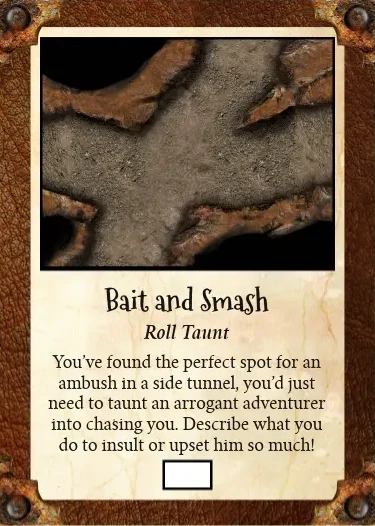 Bait and Smash
Roll Taunt
You’ve found the perfect spot for an
ambush in a side tunnel, you’d just
need to taunt an arrogant adventurer
into chasing you. Describe what you
do to insult or upset him so much!